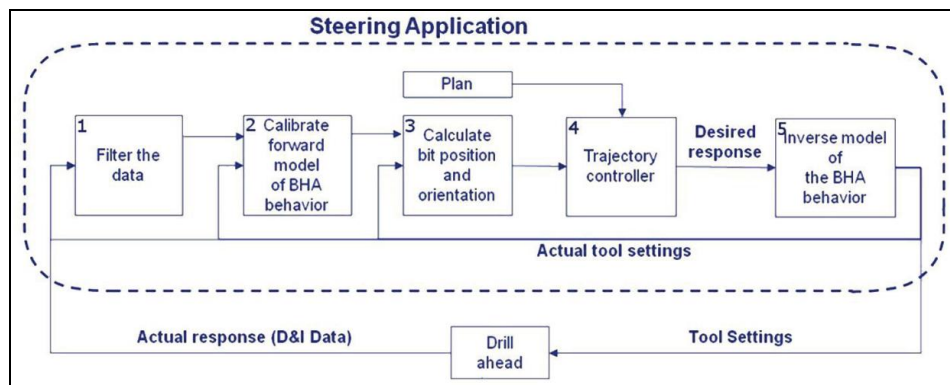 Steering Application
Plan
1
Filter the
data
2
Calibrate
forward
model
of BHA
behavior
3
Calculate
bit position
and
orientation
4
Trajectory
controller
Desired
response
5
Inverse model
of
the BHA
behavior
Actual tool settings
Actual response (D&I Data)
Drill
ahead
Tool Settings